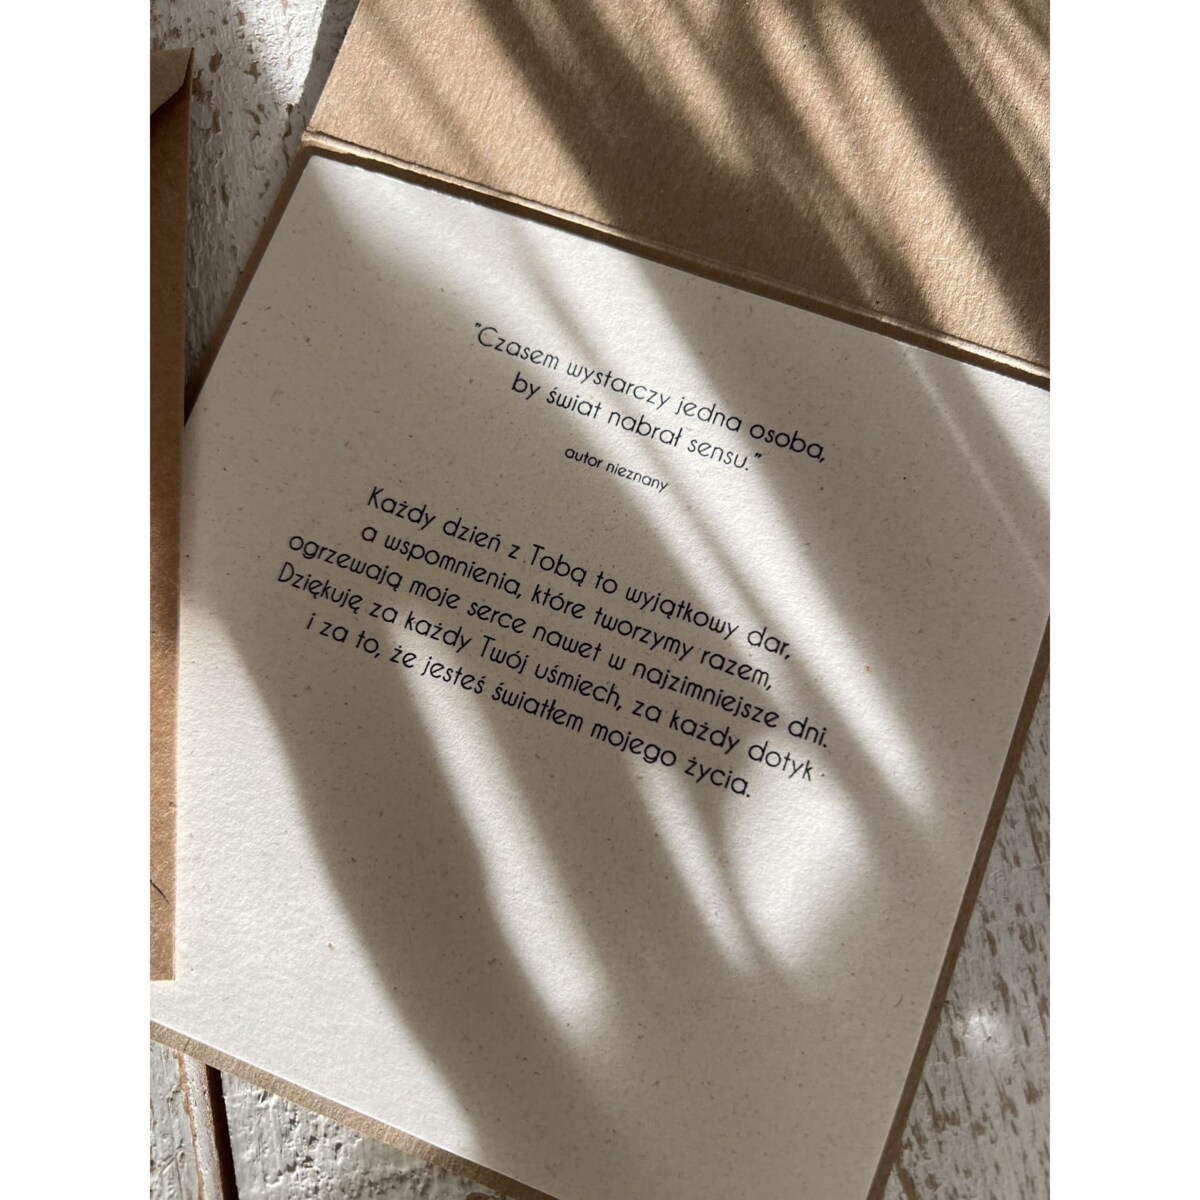 "Czasem wystarczy jedna osoba,
by świat nabrał sensu."
autor nieznany
Każdy dzień z Tobą to wyjątkowy dar,
a wspomnienia, które tworzymy razem,
ogrzewają moje serce nawet w najzimniejsze dni.
Dziękuję za każdy Twój uśmiech, za każdy dotyk
i za to, że jesteś światłem mojego życia.